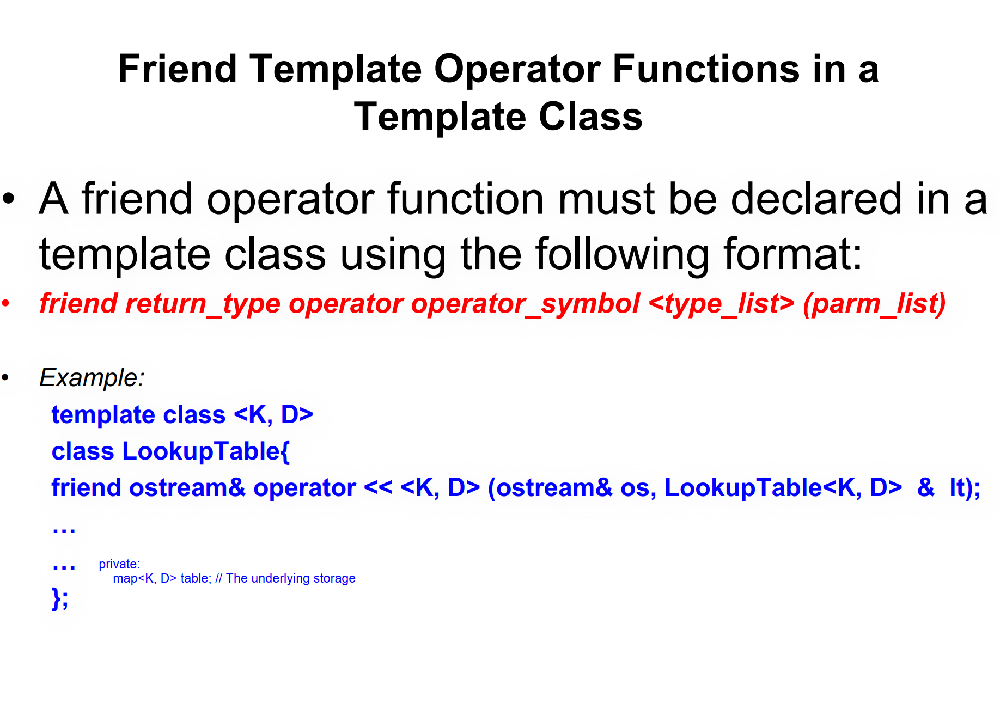 Friend Template Operator Functions in a
Template Class
• A friend operator function must be declared in a
template class using the following format:
• friend return_type operator operator_symbol <type_list> (parm_list)
• Example:
template class <K, D>
class LookupTable{
friend ostream& operator << <K, D> (ostream& os, LookupTable<K, D> & lt);
…
… private:
map<K, D> table; // The underlying storage
};